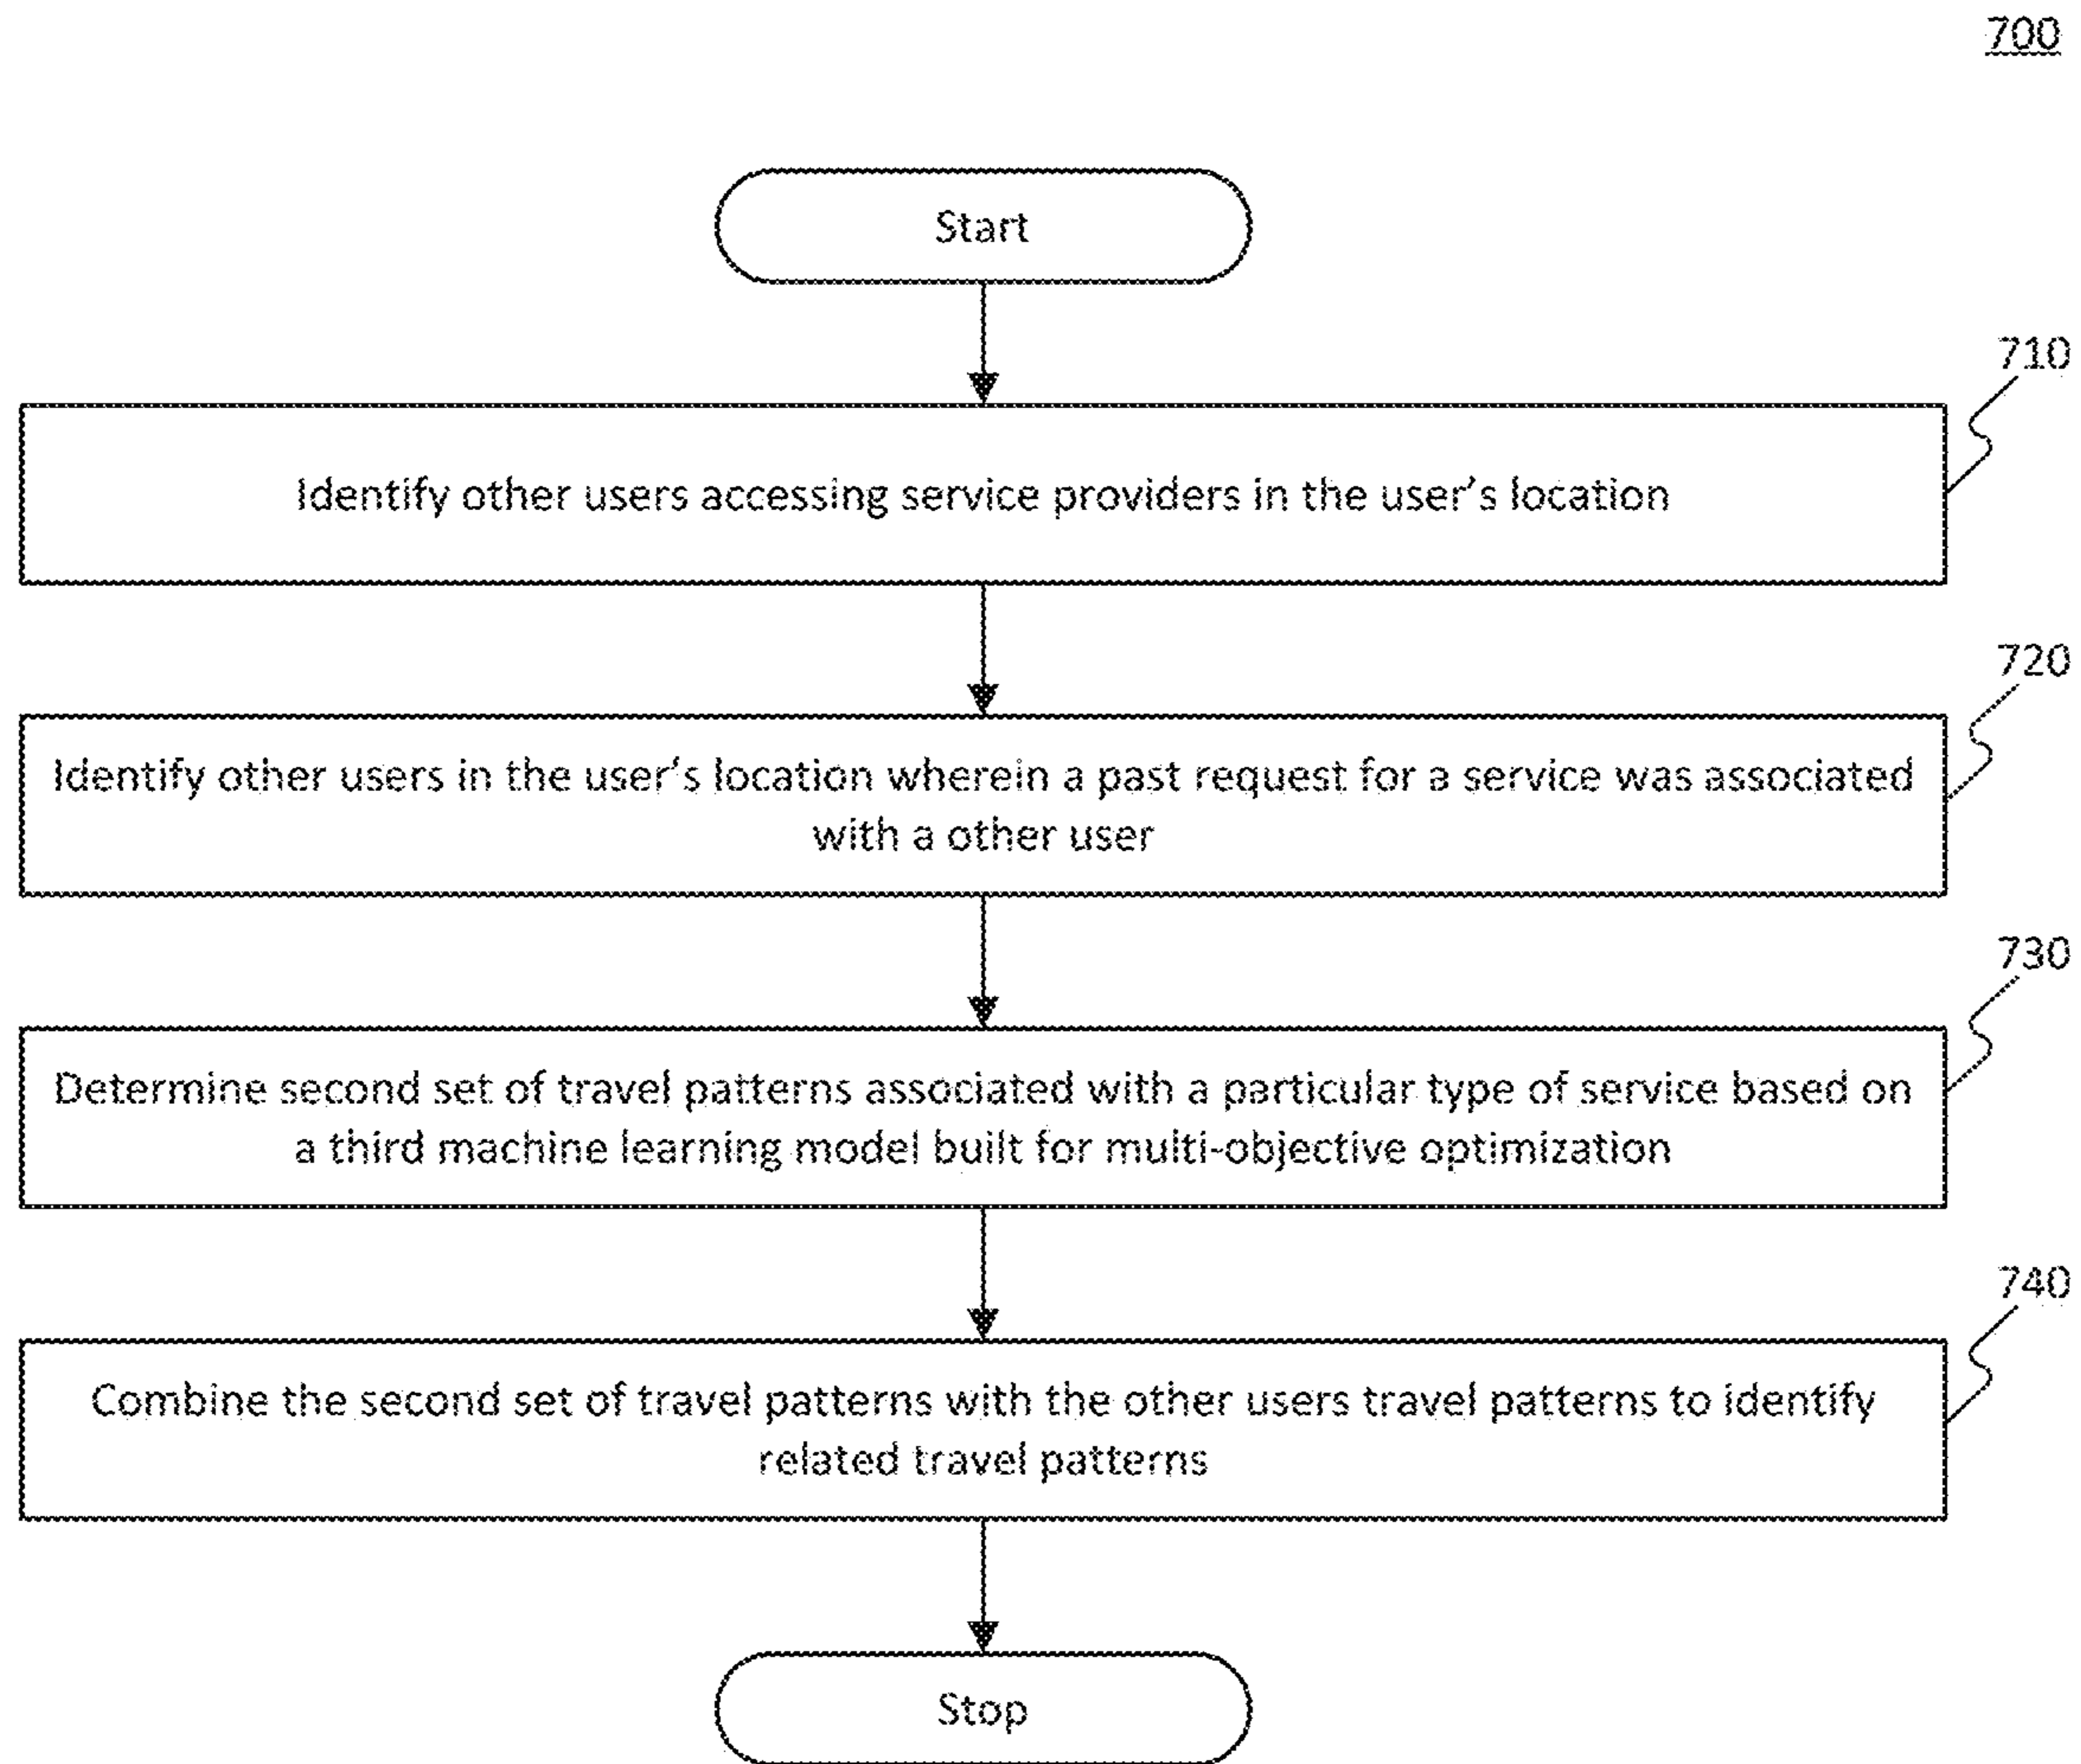 700
Start
710
Identify other users accessing service providers in the user's location
720
Identify other users in the user's location wherein a past request for a service was associated
with a other user
730
Determine second set of travel patterns associated with a particular type of service based on
a third machine learning model built for multi-objective optimization
740
Combine the second set of travel patterns with the other users travel patterns to identify
related travel patterns
Stop